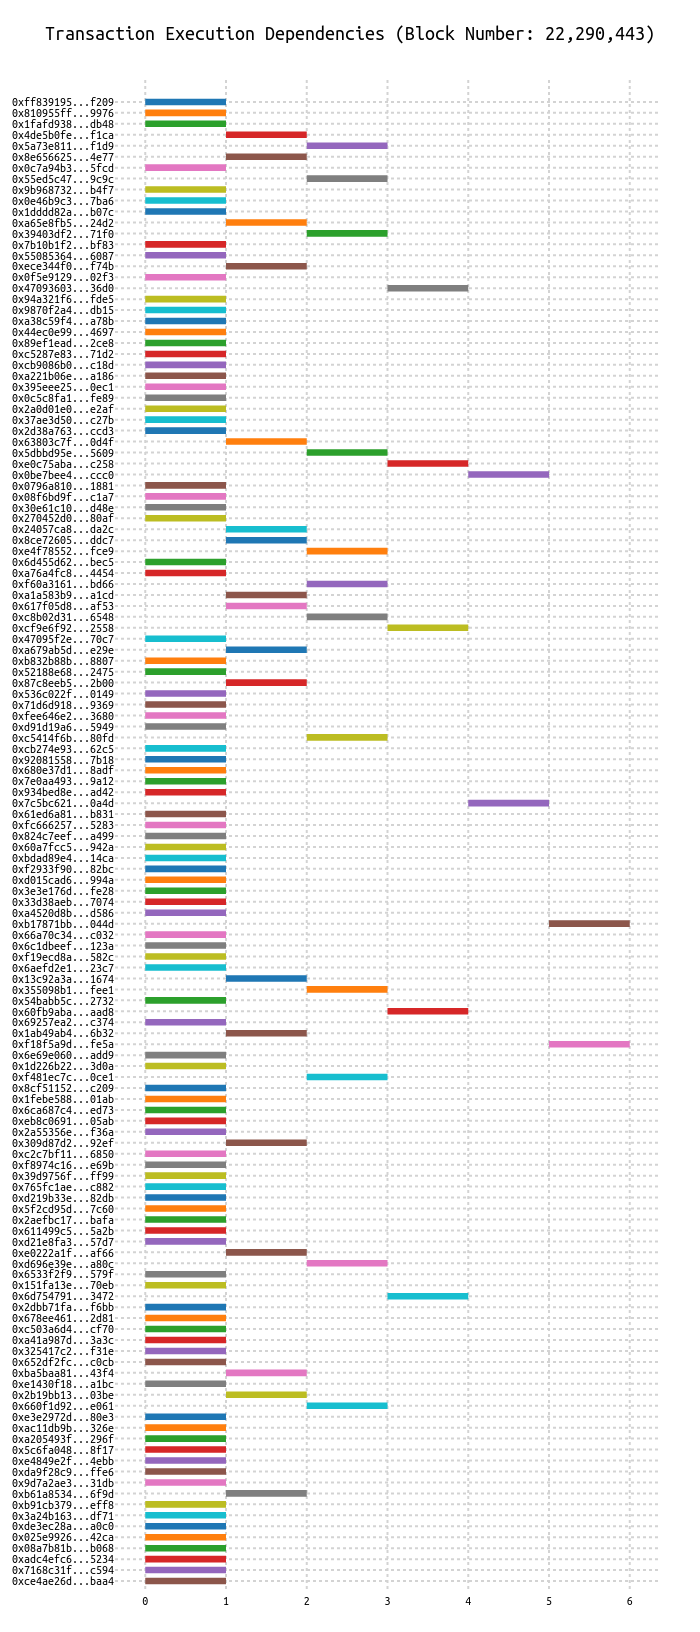 Transaction Execution Dependencies (Block Number: 22,290,443)
0xff839195...f209
0x810955ff...9976
0x1fafd938...db48
0x4de5b0fe...f1ca
0x5a73e811...f1d9
0x8e656625...4e77
0x0c7a94b3...5fcd
0x55ed5c47...9c9c
0x9b968732...b4f7
0x0e46b9c3...7ba6
0x1dddd82a...b07c
0xa65e8fb5...24d2
0x39403df2...71f0
0x7b10b1f2...bf83
0x55085364...6087
0xece344f0...f74b
0x0f5e9129...02f3
0x47093603...36d0
0x94a321f6...fde5
0x9870f2a4...db15
0xa38c59f4...a78b
0x44ec0e99...4697
0x89ef1ead...2ce8
0xc5287e83...71d2
0xcb9086b0...c18d
0xa221b06e...a186
0x395eee25...0ec1
0x0c5c8fa1...fe89
0x2a0d01e0...e2af
0x37ae3d50...c27b
0x2d38a763...ccd3
0x63803c7f...0d4f
0x5dbbd95e...5609
0xe0c75aba...c258
0x0be7bee4...ccc0
0x0796a810...1881
0x08f6bd9f...c1a7
0x30e61c10...d48e
0x270452d0...80af
0x24057ca8...da2c
0x8ce72605...ddc7
0xe4f78552...fce9
0x6d455d62...bec5
0xa76a4fc8...4454
0xf60a3161...bd66
0xa1a583b9...a1cd
0x617f05d8...af53
0xc8b02d31...6548
0xcf9e6f92...2558
0x47095f2e...70c7
0xa679ab5d...e29e
0xb832b88b...8807
0x52188e68...2475
0x87c8eeb5...2b00
0x536c022f...0149
0x71d6d918...9369
0xfee646e2...3680
0xd91d19a6...5949
0xc5414f6b...80fd
0xcb274e93...62c5
0x92081558...7b18
0x680e37d1...8adf
0x7e0aa493...9a12
0x934bed8e...ad42
0x7c5bc621...0a4d
0x61ed6a81...b831
0xfc666257...5283
0x824c7eef...a499
0x60a7fcc5...942a
0xbdad89e4...14ca
0xf2933f90...82bc
0xd015cad6...994a
0x3e3e176d...fe28
0x33d38aeb...7074
0xa4520d8b...d586
0xb17871bb...044d
0x66a70c34...c032
0x6c1dbeef...123a
0xf19ecd8a...582c
0x6aefd2e1...23c7
0x13c92a3a...1674
0x355098b1...fee1
0x54babb5c...2732
0x60fb9aba...aad8
0x69257ea2...c374
0x1ab49ab4...6b32
0xf18f5a9d...fe5a
0x6e69e060...add9
0x1d226b22...3d0a
0xf481ec7c...0ce1
0x8cf51152...c209
0x1febe588...01ab
0x6ca687c4...ed73
0xeb8c0691...05ab
0x2a55356e...f36a
0x309d87d2...92ef
0xc2c7bf11...6850
0xf8974c16...e69b
0x39d9756f...ff99
0x765fc1ae...c882
0xd219b33e...82db
0x5f2cd95d...7c60
0x2aefbc17...bafa
0x611499c5...5a2b
0xd21e8fa3...57d7
0xe0222a1f...af66
0xd696e39e...a80c
0x6533f2f9...579f
0x151fa13e...70eb
0x6d754791...3472
0x2dbb71fa...f6bb
0x678ee461...2d81
0xc503a6d4...cf70
0xa41a987d...3a3c
0x325417c2...f31e
0x652df2fc...c0cb
0xba5baa81...43f4
0xe1430f18...a1bc
0x2b19bb13...03be
0x660f1d92...e061
0xe3e2972d...80e3
0xac11db9b...326e
0xa205493f...296f
0x5c6fa048...8f17
0xe4849e2f...4ebb
0xda9f28c9...ffe6
0x9d7a2ae3...31db
0xb61a8534...6f9d
0xb91cb379...eff8
0x3a24b163...df71
0xde3ec28a...a0c0
0x025e9926...42ca
0x08a7b81b...b068
0xadc4efc6...5234
0x7168c31f...c594
0xce4ae26d...baa4
0 1 2 3 4 5 6